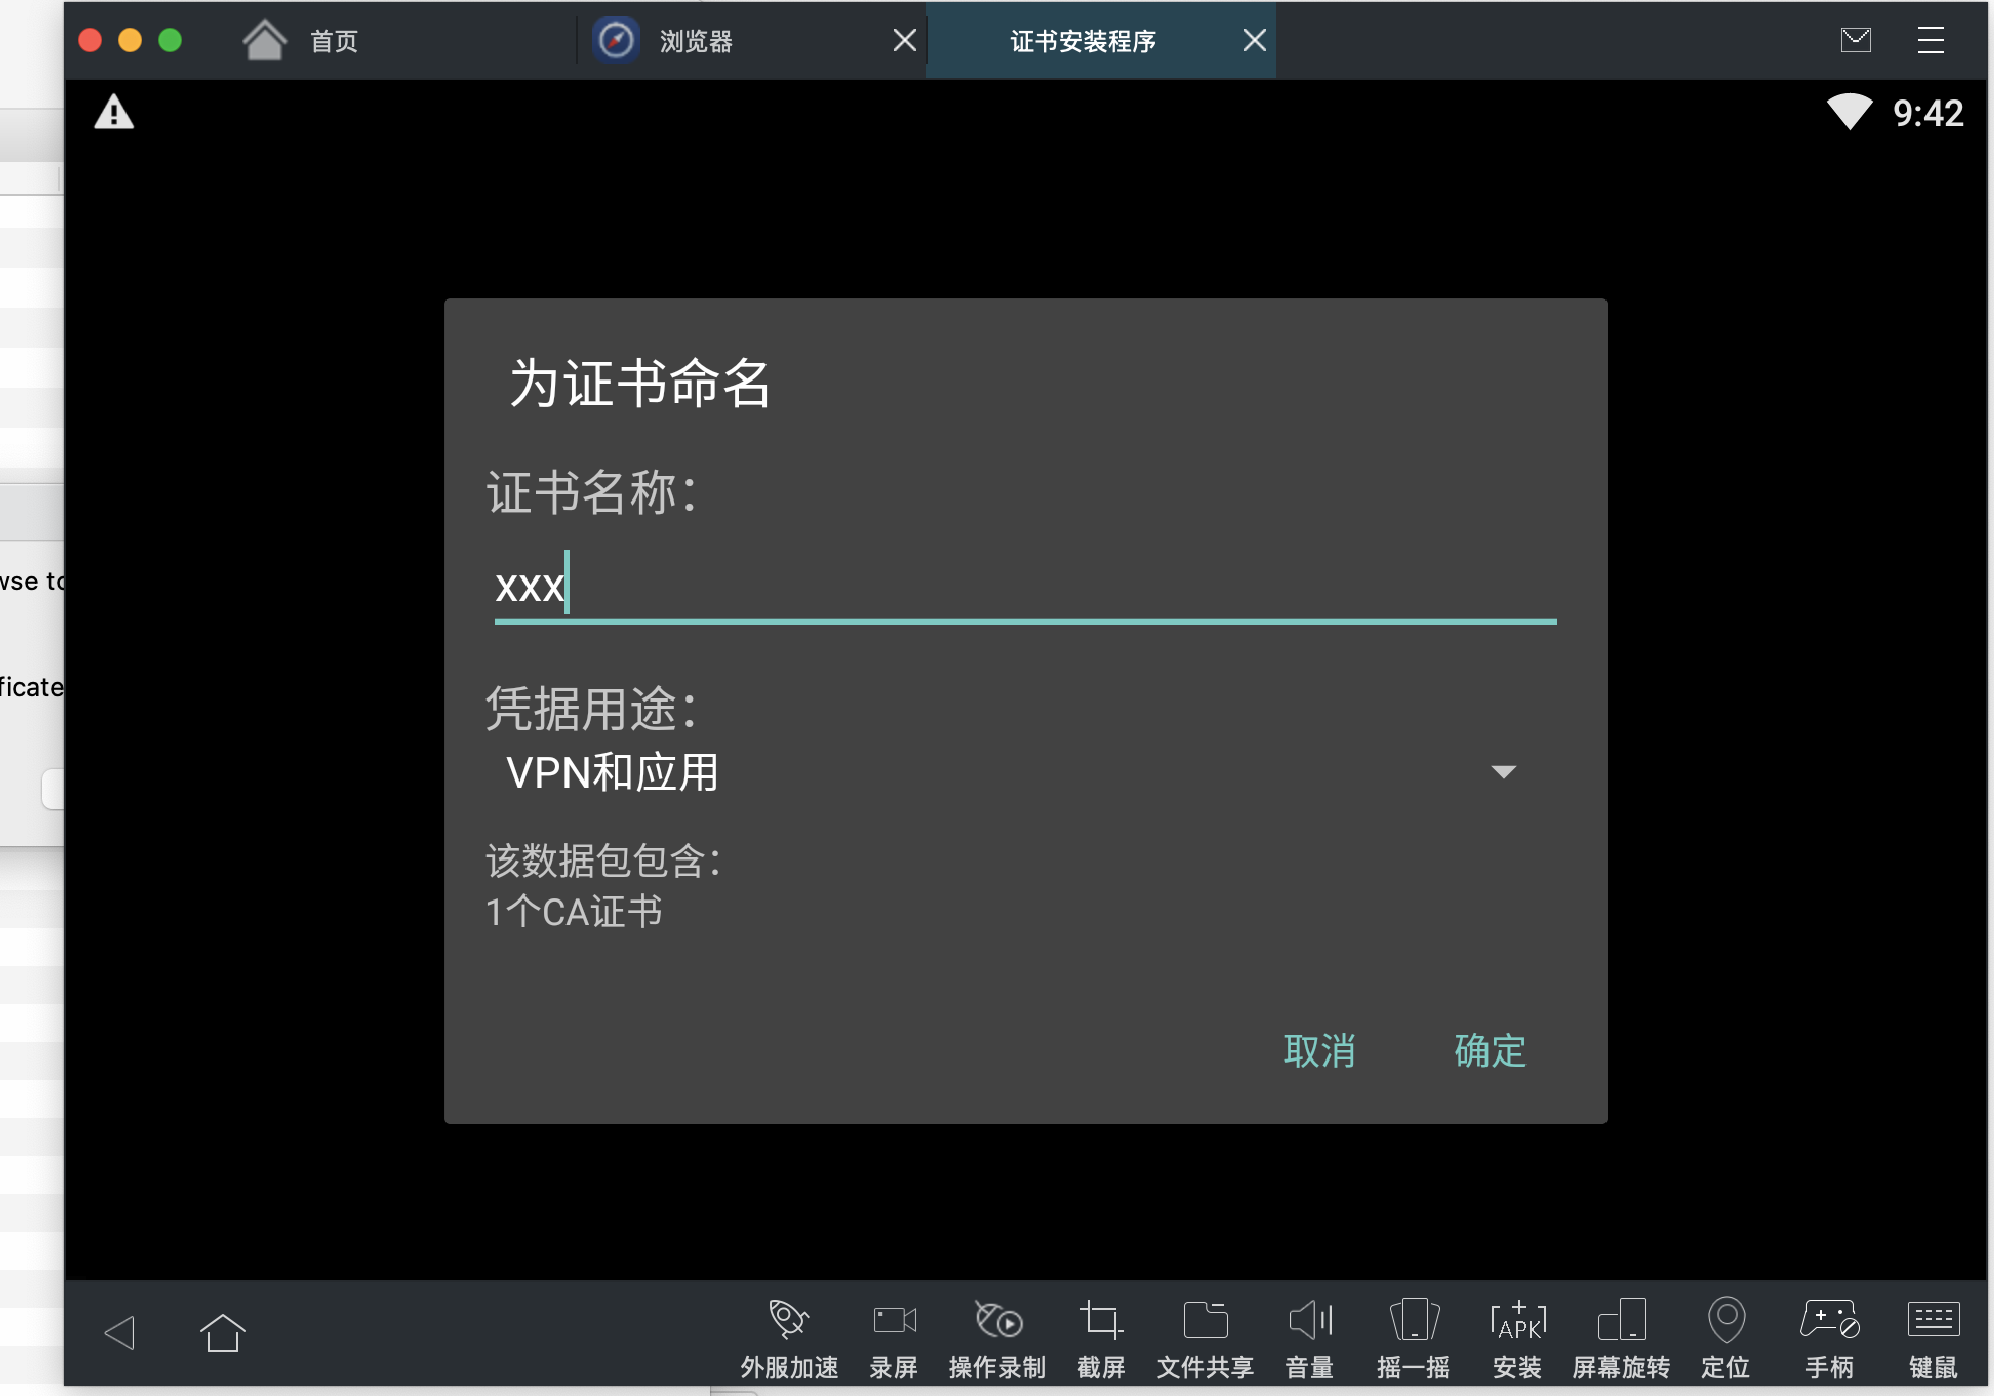 首页
浏览器
证书安装程序
9:42
为证书命名
证书名称：
xxx
wse to
凭据用途：
ficate
VPN和应用
该数据包包含：
1个CA证书
取消
确定
APK
外服加速
录屏
操作录制
截屏
文件共享
音量
摇一摇
安装
屏幕旋转
定位
手柄
键鼠